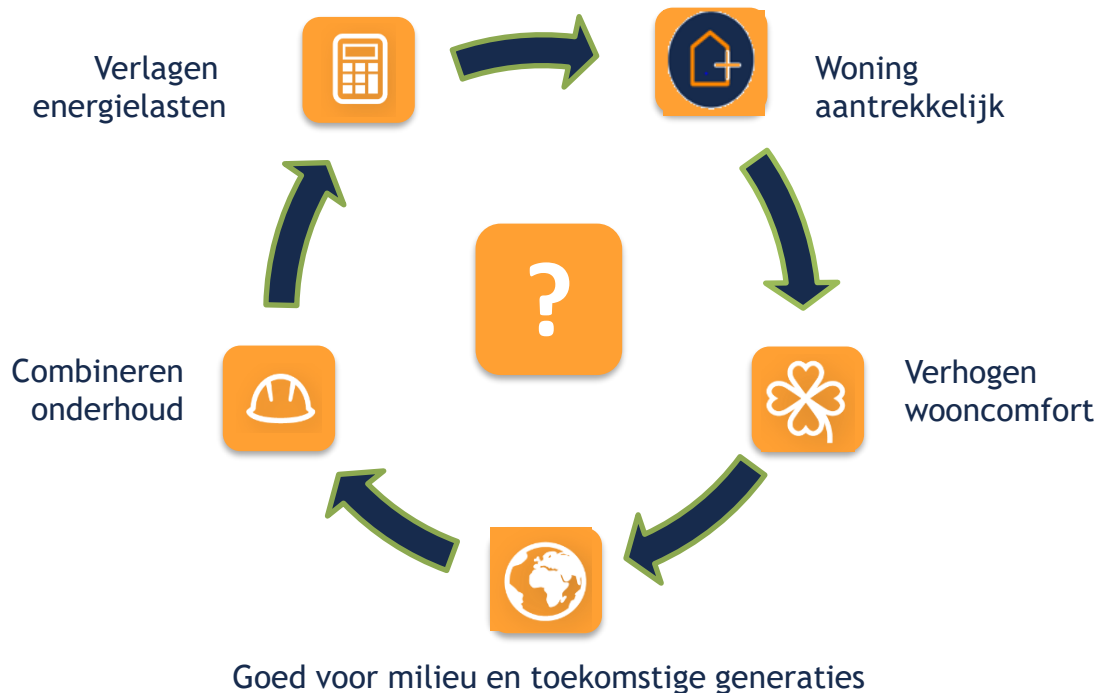 Verlagen
energielasten
Woning
aantrekkelijk
?
Combineren
onderhoud
Verhogen
wooncomfort
Goed voor milieu en toekomstige generaties